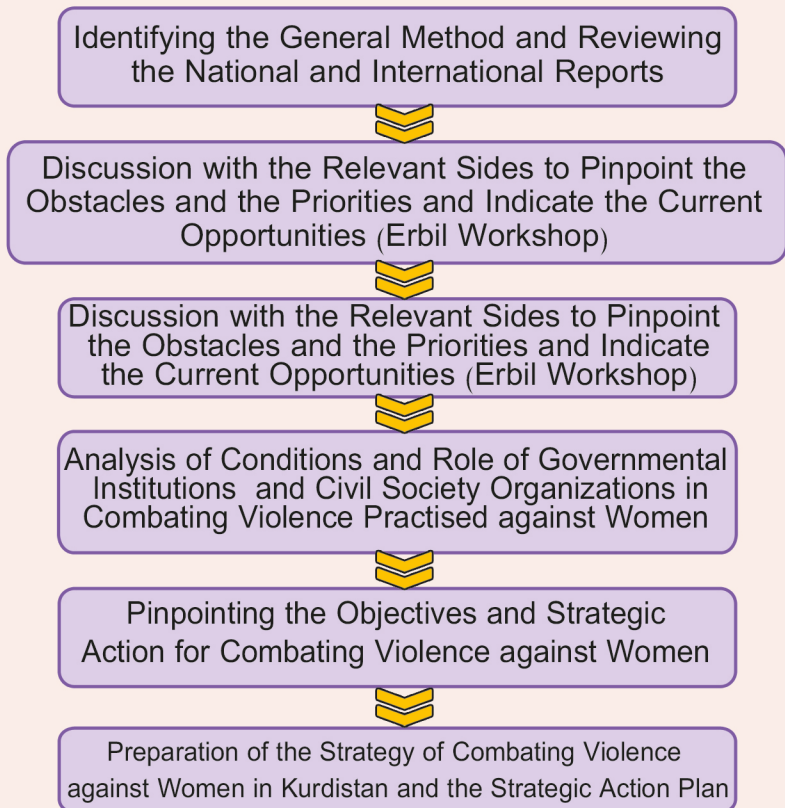 Identifying the General Method and Reviewing
the National and International Reports
Discussion with the Relevant Sides to Pinpoint the
Obstacles and the Priorities and Indicate the Current
Opportunities (Erbil Workshop)
Discussion with the Relevant Sides to Pinpoint
the Obstacles and the Priorities and Indicate
the Current Opportunities (Erbil Workshop)
Analysis of Conditions and Role of Governmental
Institutions and Civil Society Organizations in
Combating Violence Practised against Women
Pinpointing the Objectives and Strategic
Action for Combating Violence against Women
Preparation of the Strategy of Combating Violence
against Women in Kurdistan and the Strategic Action Plan